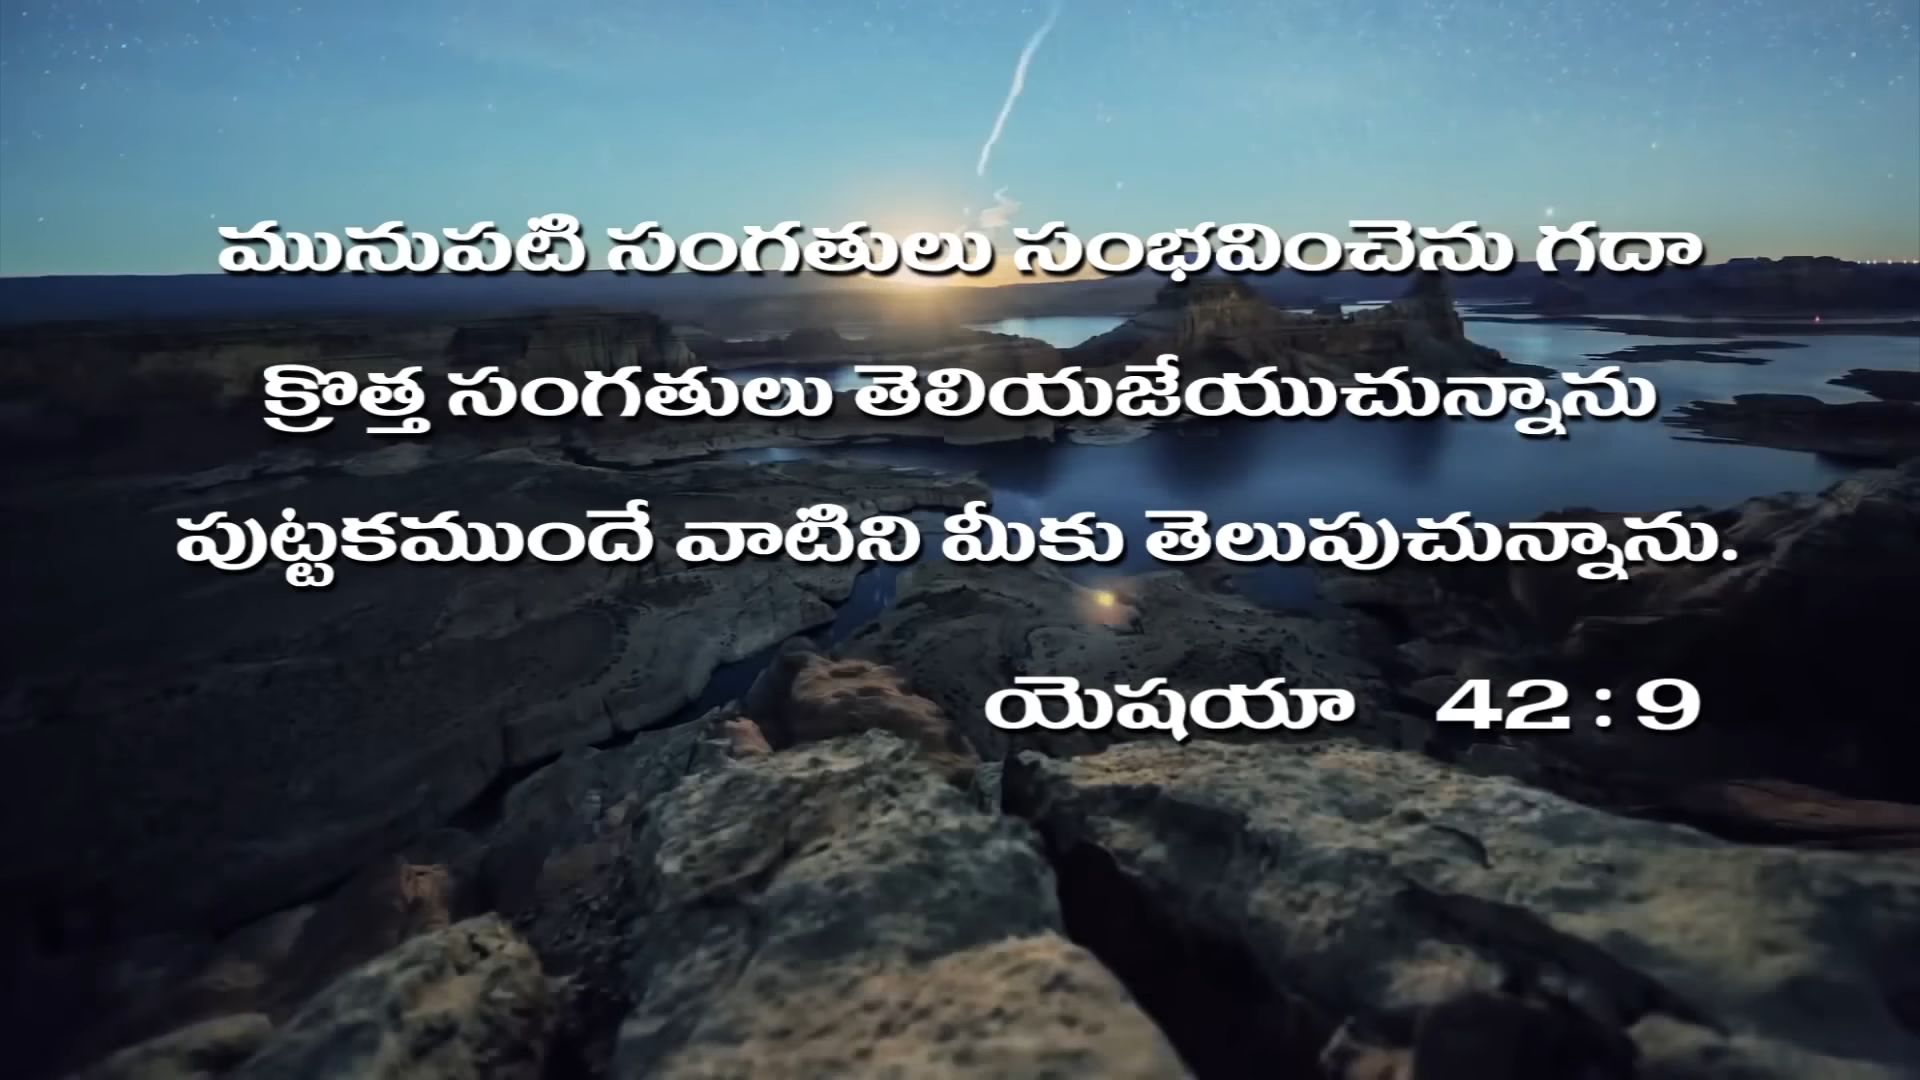 మునుపటి సంగతులు సంభవించెను గదా
క్రొత్త సంగతులు తెలియజేయుచున్నాను
పుట్టకముందే వాటిని మీకు తెలుపుచున్నాను.
యెషయా 42 : 9